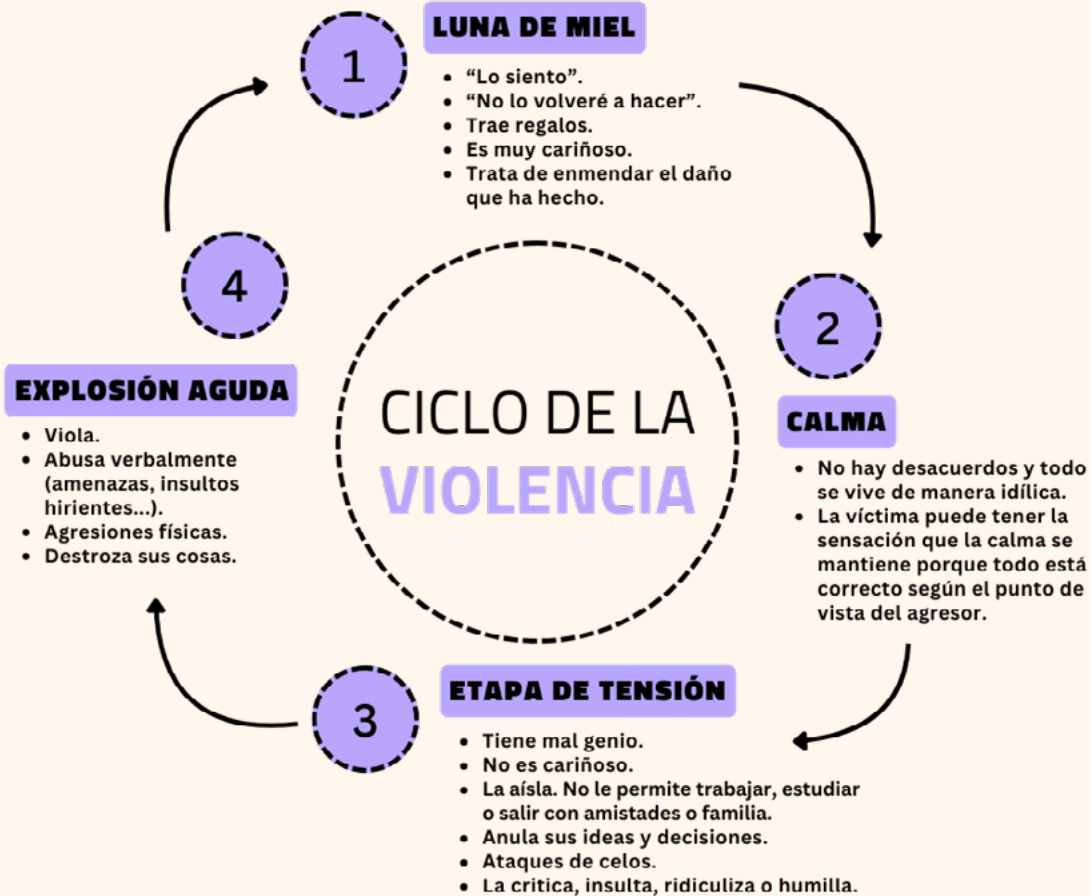 1
LUNA DE MIEL
• “Lo siento”.
• “No lo volveré a hacer”.
• Trae regalos.
• Es muy cariñoso.
• Trata de enmendar el daño
que ha hecho.
2
CALMA
• No hay desacuerdos y todo
se vive de manera idílica.
• La víctima puede tener la
sensación que la calma se
mantiene porque todo está
correcto según el punto de
vista del agresor.
3
ETAPA DE TENSIÓN
• Tiene mal genio.
• No es cariñoso.
• La aísla. No le permite trabajar, estudiar
o salir con amistades o familia.
• Anula sus ideas y decisiones.
• Ataques de celos.
• La critica, insulta, ridiculiza o humilla.
4
EXPLOSIÓN AGUDA
• Viola.
• Abusa verbalmente
(amenazas, insultos
hirientes...).
• Agresiones físicas.
• Destroza sus cosas.
CICLO DE LA
VIOLENCIA